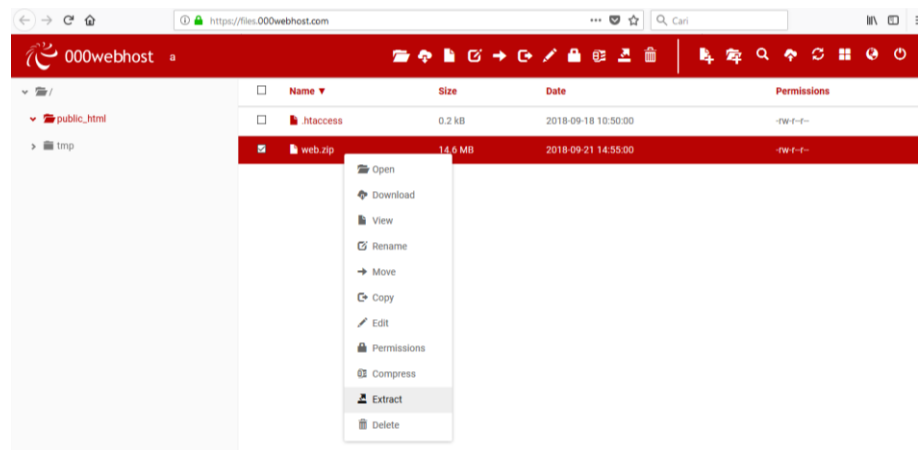 https://files.000webhost.com
Cari
000webhost a
/
public_html
tmp
Name ▼ Size Date Permissions
.htaccess 0.2 kB 2018-09-18 10:50:00 -rw-r--r--
web.zip 14.6 MB 2018-09-21 14:55:00 -rw-r--r--
Open
Download
View
Rename
Move
Copy
Edit
Permissions
Compress
Extract
Delete